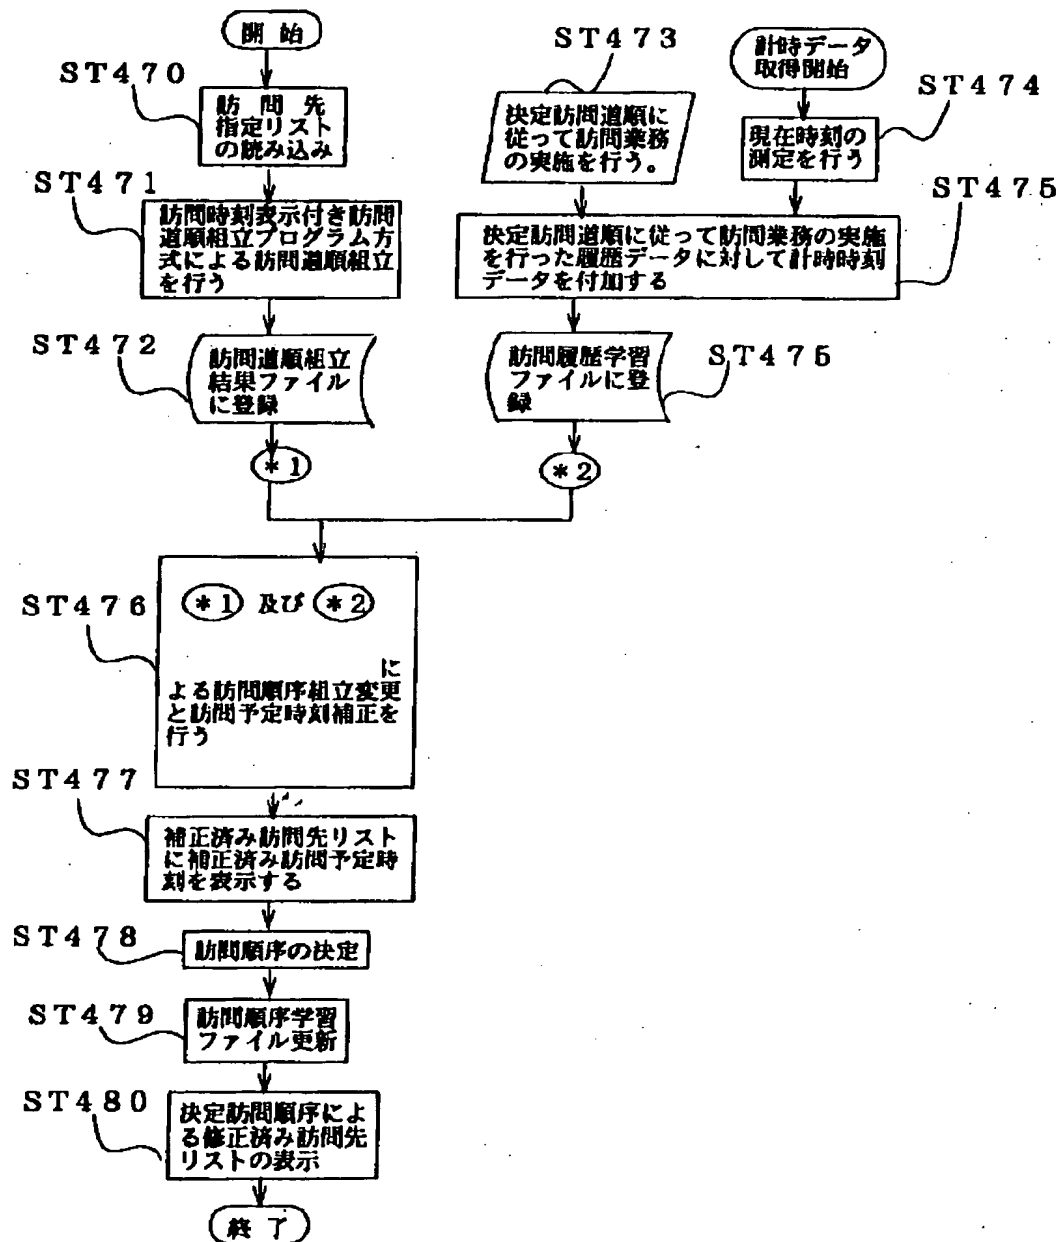 開始
ST470
訪問先
指定リスト
の読み込み
ST471
訪問時刻表示付き訪問
道順組立プログラム方
式による訪問道順組立
を行う
ST472
訪問道順組立
結果ファイル
に登録
*1
ST473
決定訪問道順に
従って訪問業務
の実施を行う。
計時データ
取得開始
ST474
現在時刻の
測定を行う
ST475
決定訪問道順に従って訪問業務の実施
を行った履歴データに対して計時時刻
データを付加する
訪問履歴学習
ファイルに登
録
ST475
*2
ST476
*1 及び *2
に
よる訪問順序組立変更
と訪問予定時刻補正を
行う
ST477
補正済み訪問先リスト
に補正済み訪問予定時
刻を表示する
ST478
訪問順序の決定
ST479
訪問順序学習
ファイル更新
ST480
決定訪問順序によ
る修正済み訪問先
リストの表示
終了